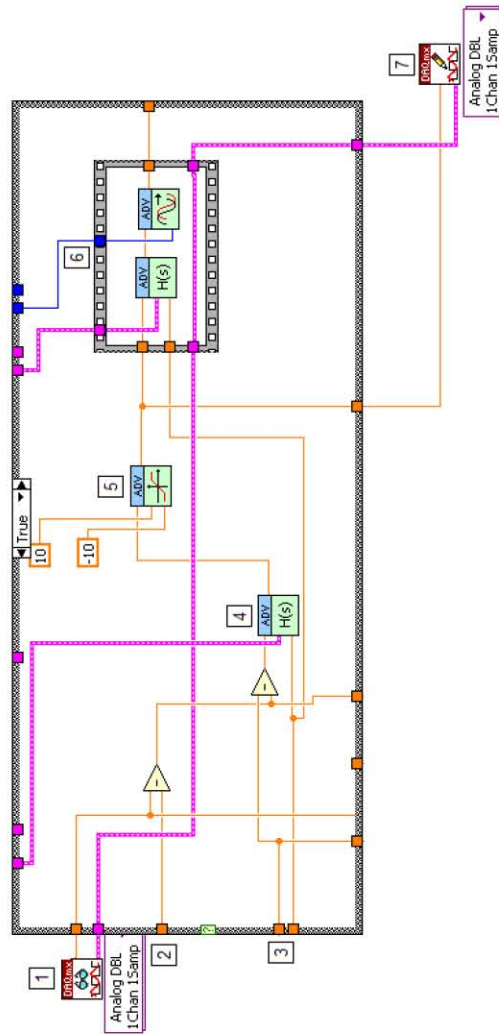 1
DAQmx
Analog DBL
1Chan 1Samp
2
3
True
10
-10
4
ADV
H(s)
5
ADV
6
ADV
H(s)
ADV
7
DAQmx
Analog DBL
1Chan 1Samp